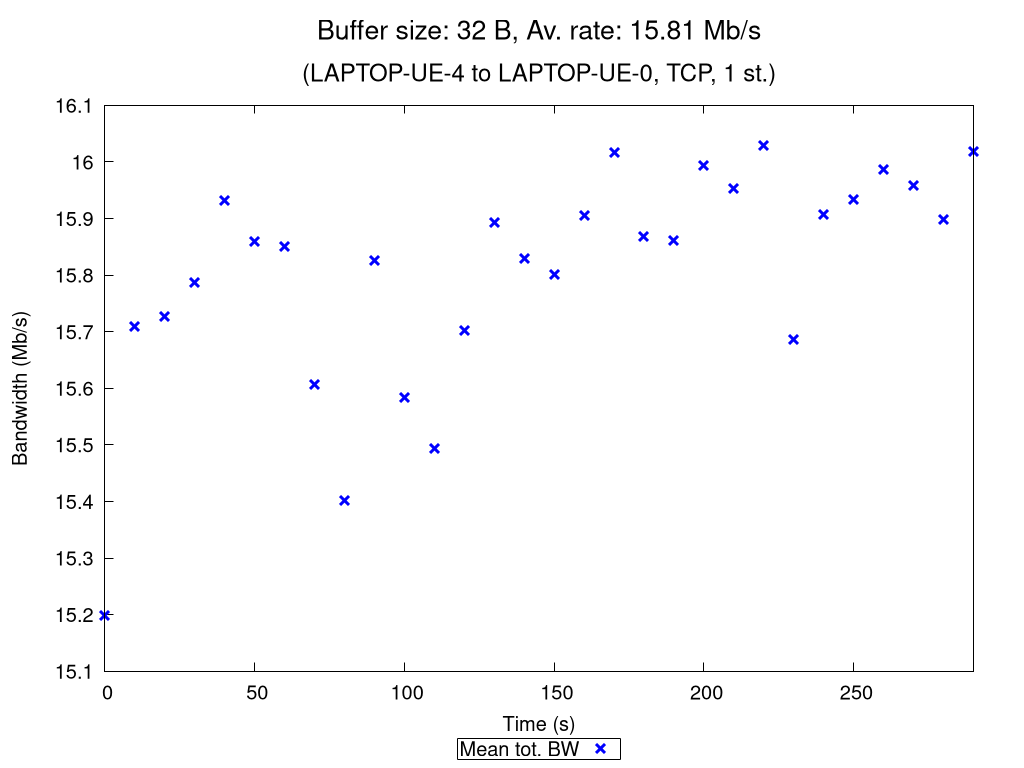 Buffer size: 32 B, Av. rate: 15.81 Mb/s
(LAPTOP-UE-4 to LAPTOP-UE-0, TCP, 1 st.)
16.1
16
15.9
15.8
15.7
15.6
15.5
15.4
15.3
15.2
15.1
Bandwidth (Mb/s)
0 50 100 150 200 250
Time (s)
Mean tot. BW